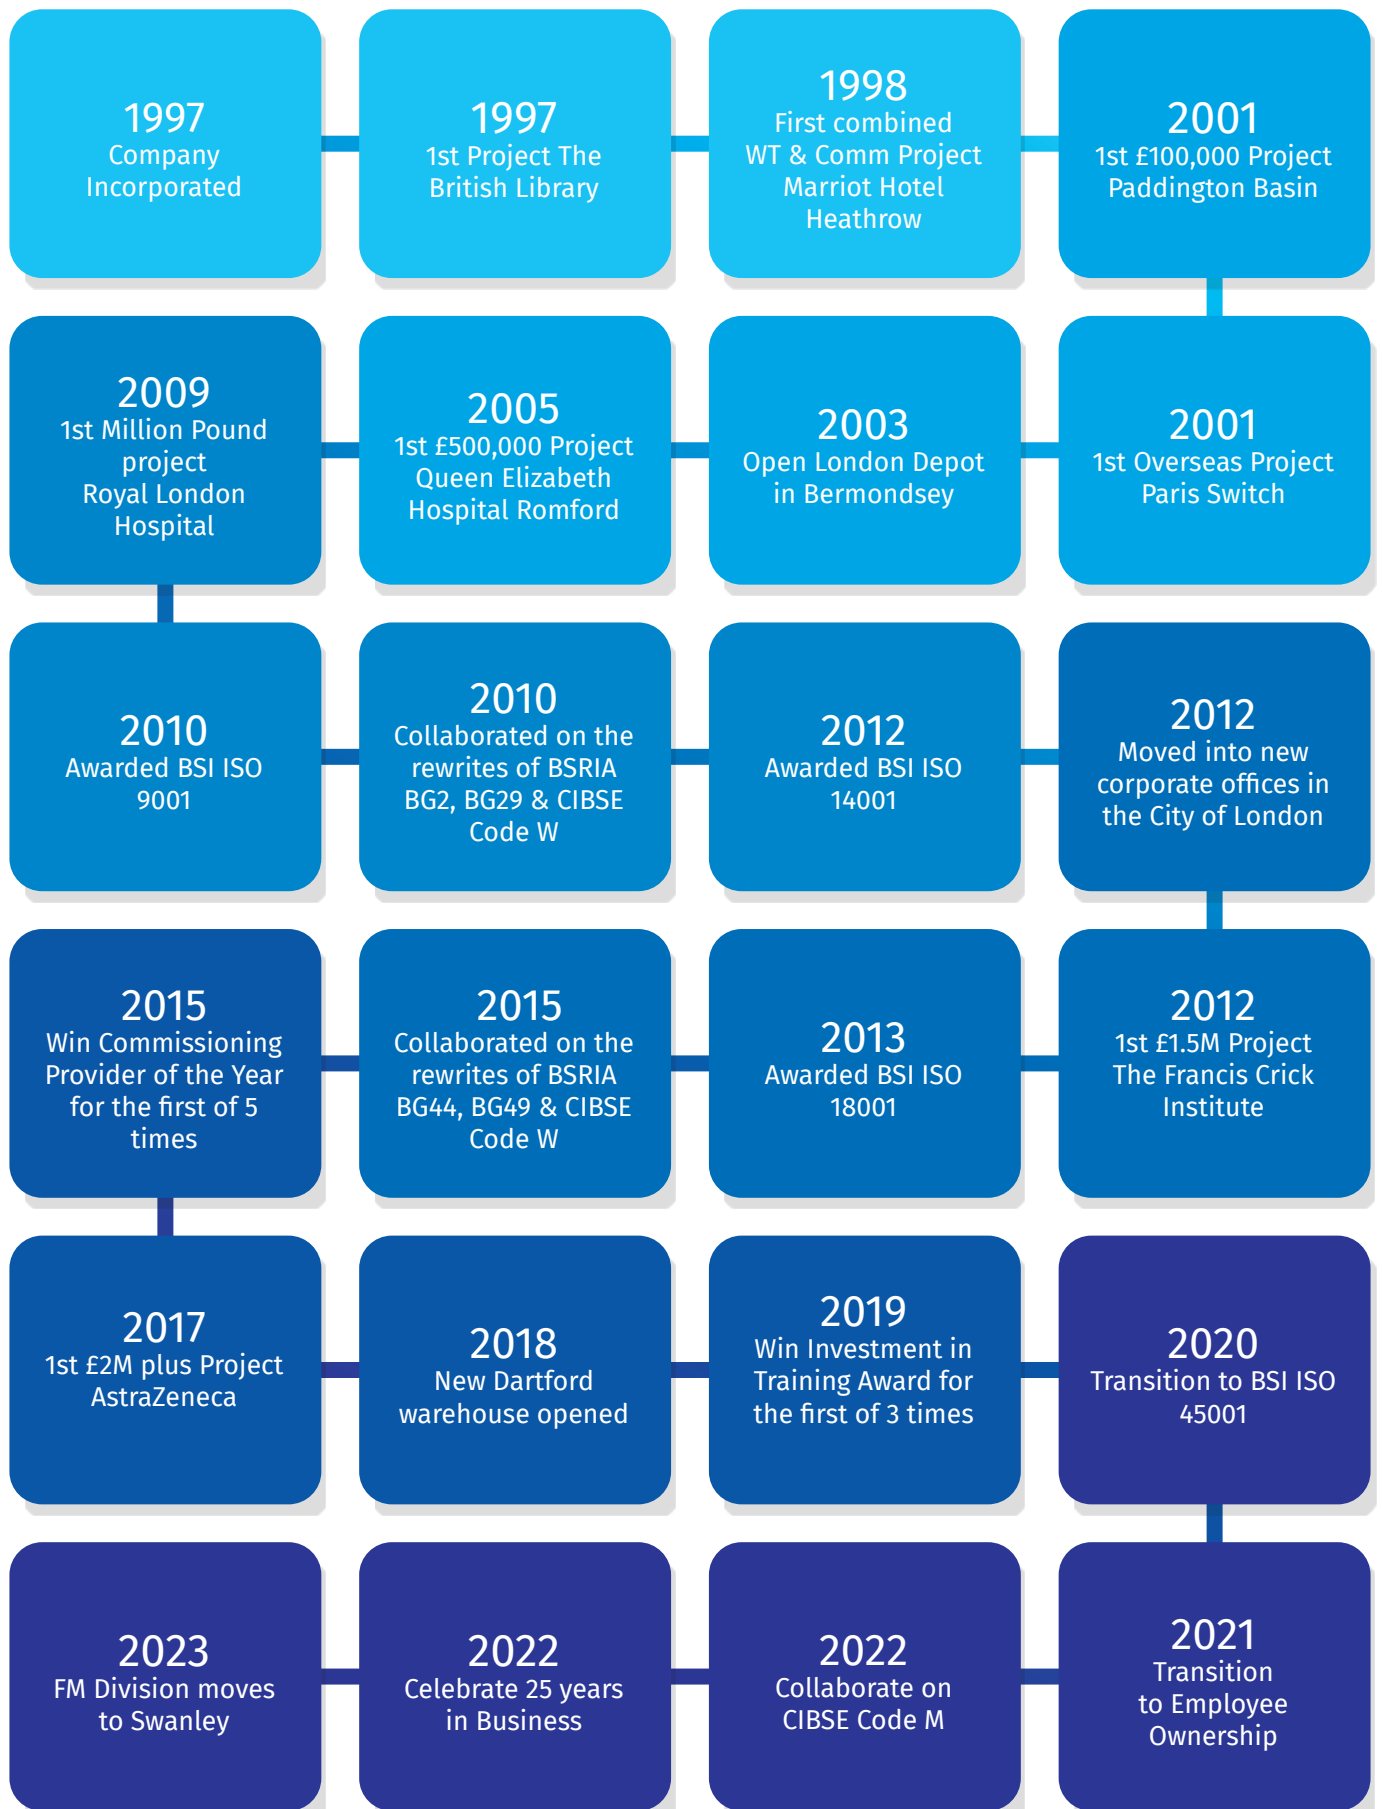 1997
Company
Incorporated
1997
1st Project The
British Library
1998
First combined
WT & Comm Project
Marriot Hotel
Heathrow
2001
1st £100,000 Project
Paddington Basin
2001
1st Overseas Project
Paris Switch
2003
Open London Depot
in Bermondsey
2005
1st £500,000 Project
Queen Elizabeth
Hospital Romford
2009
1st Million Pound
project
Royal London
Hospital
2010
Awarded BSI ISO
9001
2010
Collaborated on the
rewrites of BSRIA
BG2, BG29 & CIBSE
Code W
2012
Awarded BSI ISO
14001
2012
Moved into new
corporate offices in
the City of London
2012
1st £1.5M Project
The Francis Crick
Institute
2013
Awarded BSI ISO
18001
2015
Collaborated on the
rewrites of BSRIA
BG44, BG49 & CIBSE
Code W
2015
Win Commissioning
Provider of the Year
for the first of 5
times
2017
1st £2M plus Project
AstraZeneca
2018
New Dartford
warehouse opened
2019
Win Investment in
Training Award for
the first of 3 times
2020
Transition to BSI ISO
45001
2021
Transition
to Employee
Ownership
2022
Collaborate on
CIBSE Code M
2022
Celebrate 25 years
in Business
2023
FM Division moves
to Swanley